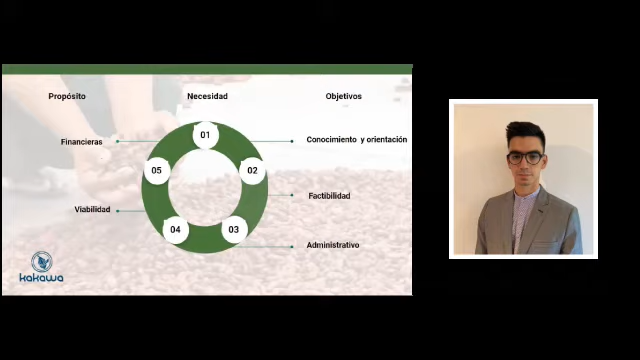 Propósito
Necesidad
Objetivos
01
Financieras
Conocimiento y orientación
05
02
Factibilidad
Viabilidad
04
03
Administrativo
kakawa